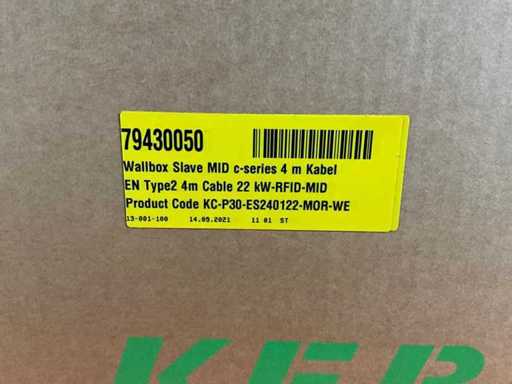 79430050
Wallbox Slave MID c-series 4 m Kabel
EN Type2 4m Cable 22 kW-RFID-MID
Product Code KC-P30-ES240122-MOR-WE
13-001-100 14.05.2021 11 01 ST
KEB